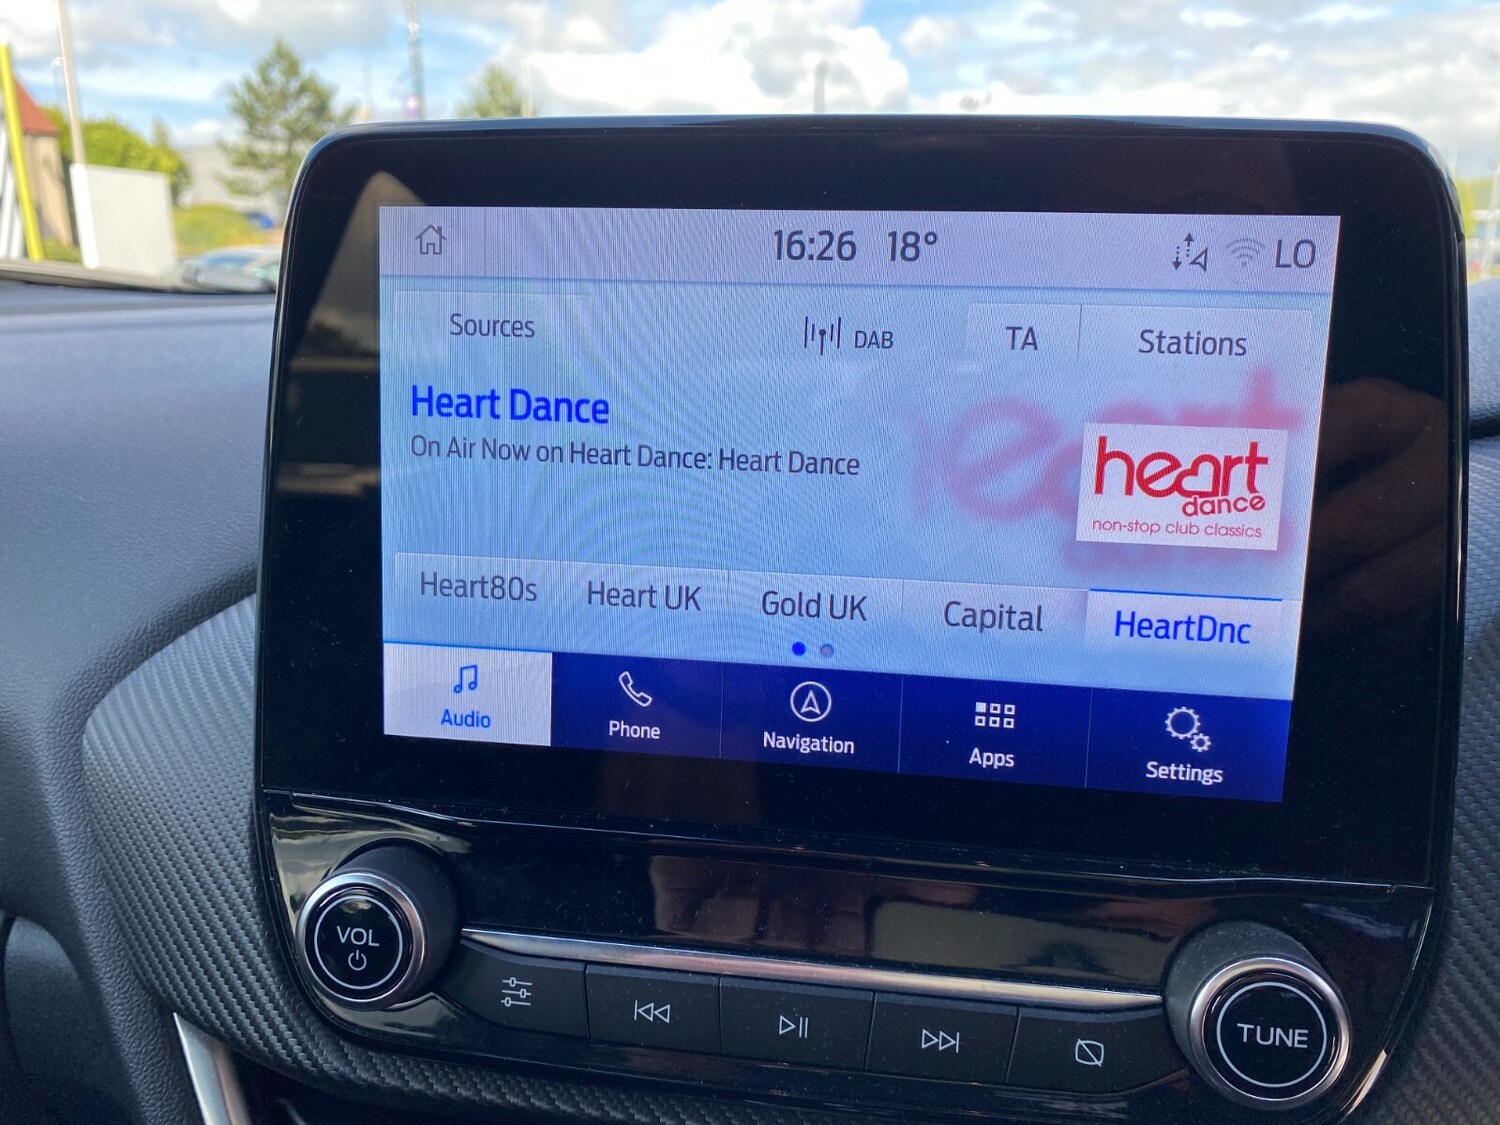 16:26 18° LO
Sources DAB TA Stations
Heart Dance
On Air Now on Heart Dance: Heart Dance
heart
dance
non-stop club classics
Heart80s Heart UK Gold UK Capital HeartDnc
Audio Phone Navigation Apps Settings
VOL
TUNE